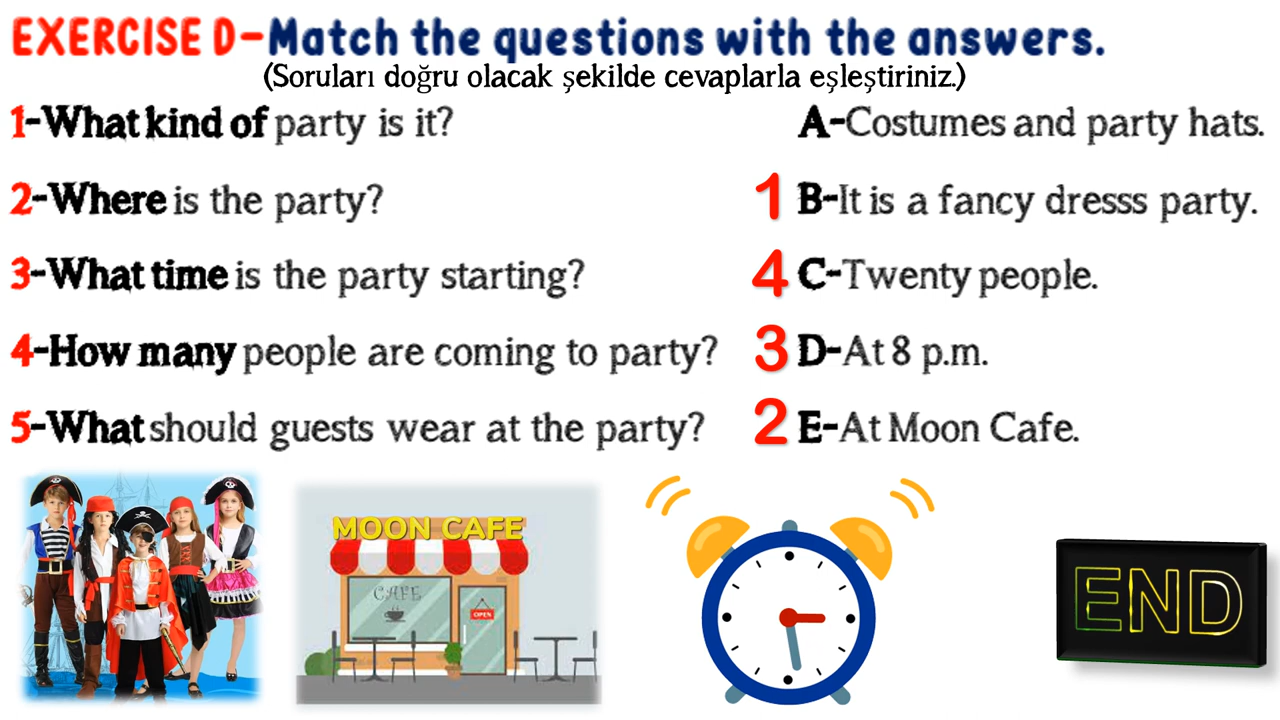 EXERCISE D-Match the questions with the answers.
(Soruları doğru olacak şekilde cevaplarla eşleştiriniz.)
1-What kind of party is it?
A-Costumes and party hats.
2-Where is the party?
1 B-It is a fancy dresss party.
3-What time is the party starting?
4 C-Twenty people.
4-How many people are coming to party?
3 D-At 8 p.m.
5-What should guests wear at the party?
2 E-At Moon Cafe.
MOON CAFE
CAFE
OPEN
END